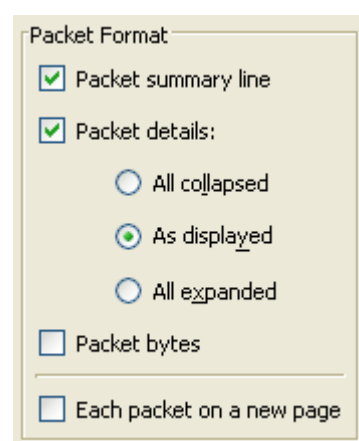 Packet Format
Packet summary line
Packet details:
All collapsed
As displayed
All expanded
Packet bytes
Each packet on a new page